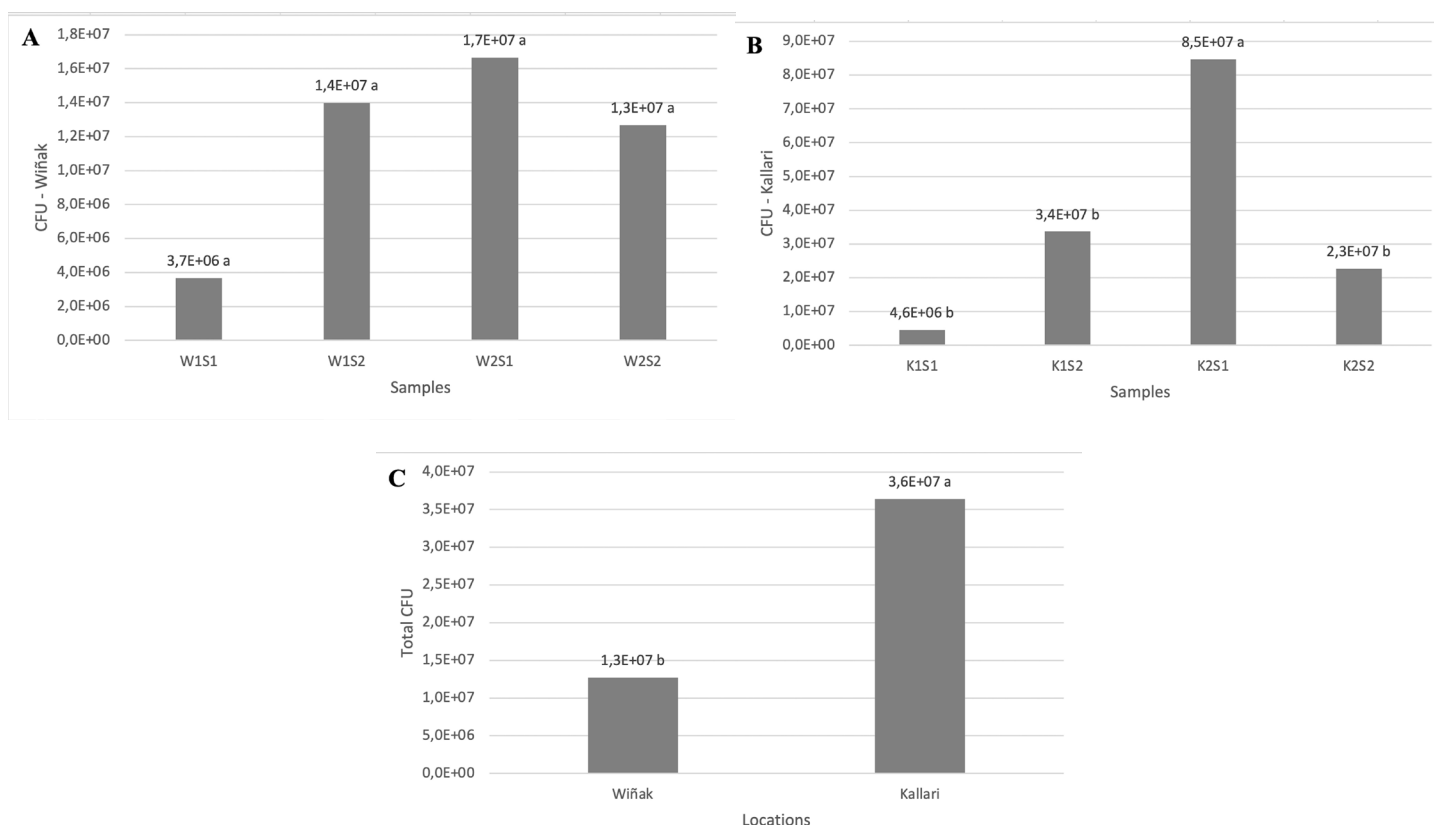 A
CFU - Wiñak
1,8E+07
1,6E+07
1,4E+07
1,2E+07
1,0E+07
8,0E+06
6,0E+06
4,0E+06
2,0E+06
0,0E+00
3,7E+06 a
1,4E+07 a
1,7E+07 a
1,3E+07 a
W1S1 W1S2 W2S1 W2S2
Samples
B
CFU - Kallari
9,0E+07
8,0E+07
7,0E+07
6,0E+07
5,0E+07
4,0E+07
3,0E+07
2,0E+07
1,0E+07
0,0E+00
4,6E+06 b
3,4E+07 b
8,5E+07 a
2,3E+07 b
K1S1 K1S2 K2S1 K2S2
Samples
C
Total CFU
4,0E+07
3,5E+07
3,0E+07
2,5E+07
2,0E+07
1,5E+07
1,0E+07
5,0E+06
0,0E+00
1,3E+07 b
3,6E+07 a
Wiñak Kallari
Locations